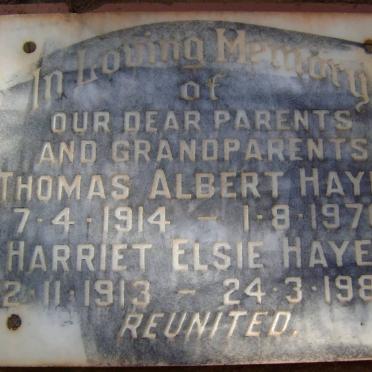 In Loving Memory
of
OUR DEAR PARENTS
AND GRANDPARENTS
THOMAS ALBERT HAY
7-4-1914 - 1-8-197
HARRIET ELSIE HAYE
2-11-1913 - 24-3-198
REUNITED.